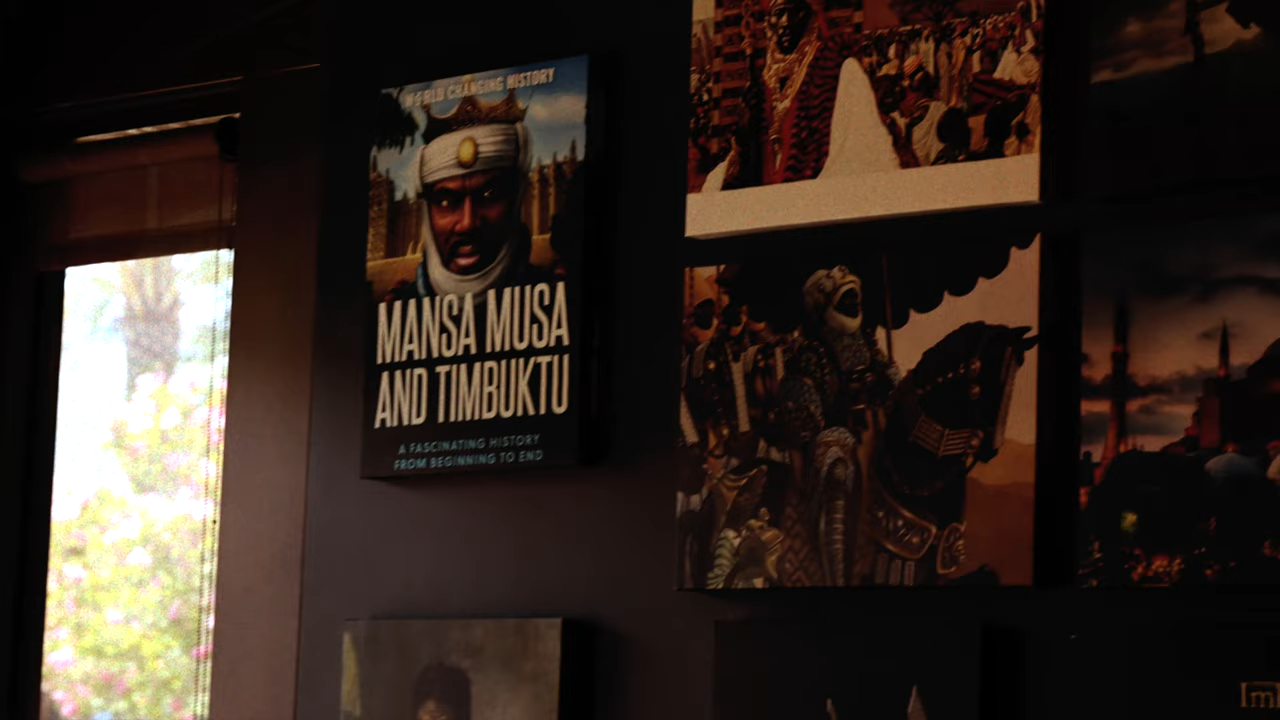 WORLD CHANGING HISTORY
MANSA MUSA
AND TIMBUKTU
A FASCINATING HISTORY
FROM BEGINNING TO END